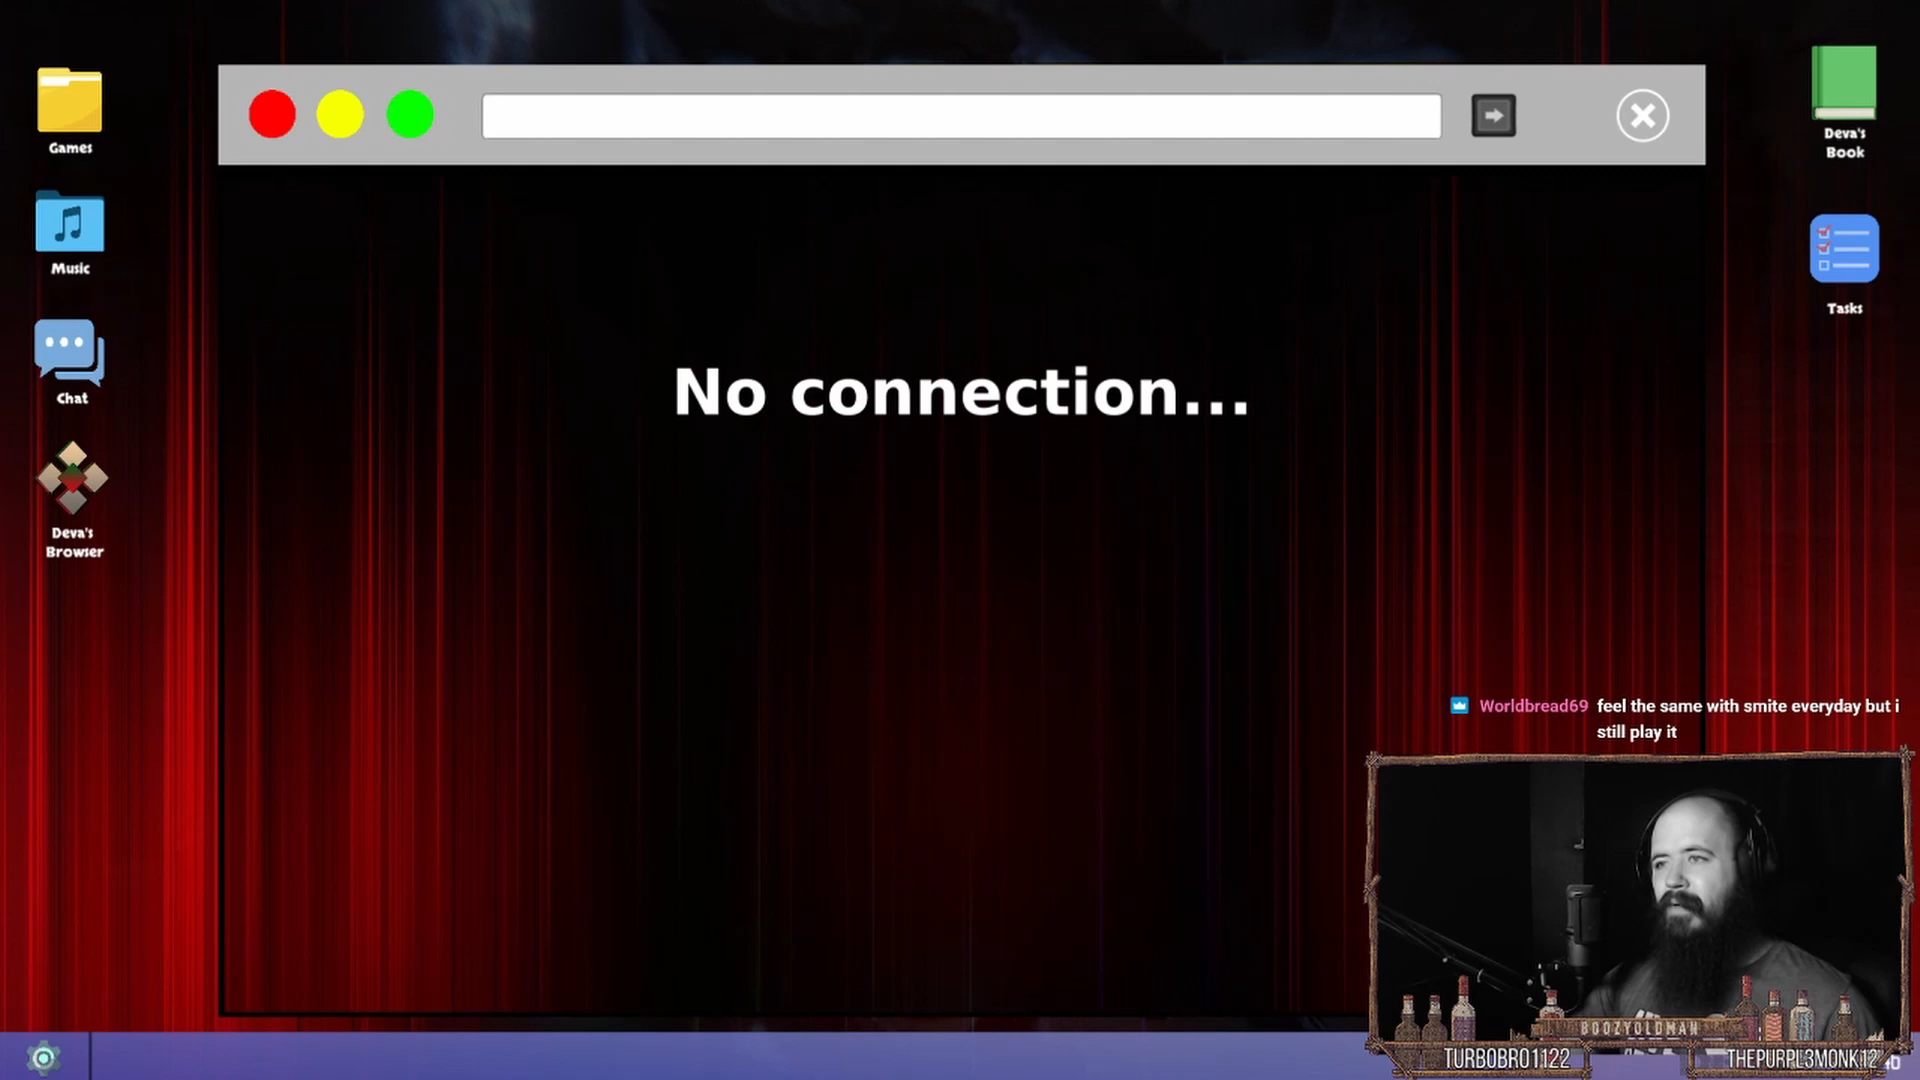 Games
Music
Chat
Deva's
Browser
No connection...
Deva's
Book
Tasks
Worldbread69 feel the same with smite everyday but i
still play it
BOOZYOLDMAN
TURBOBRO1122
THEPURPL3MONK12